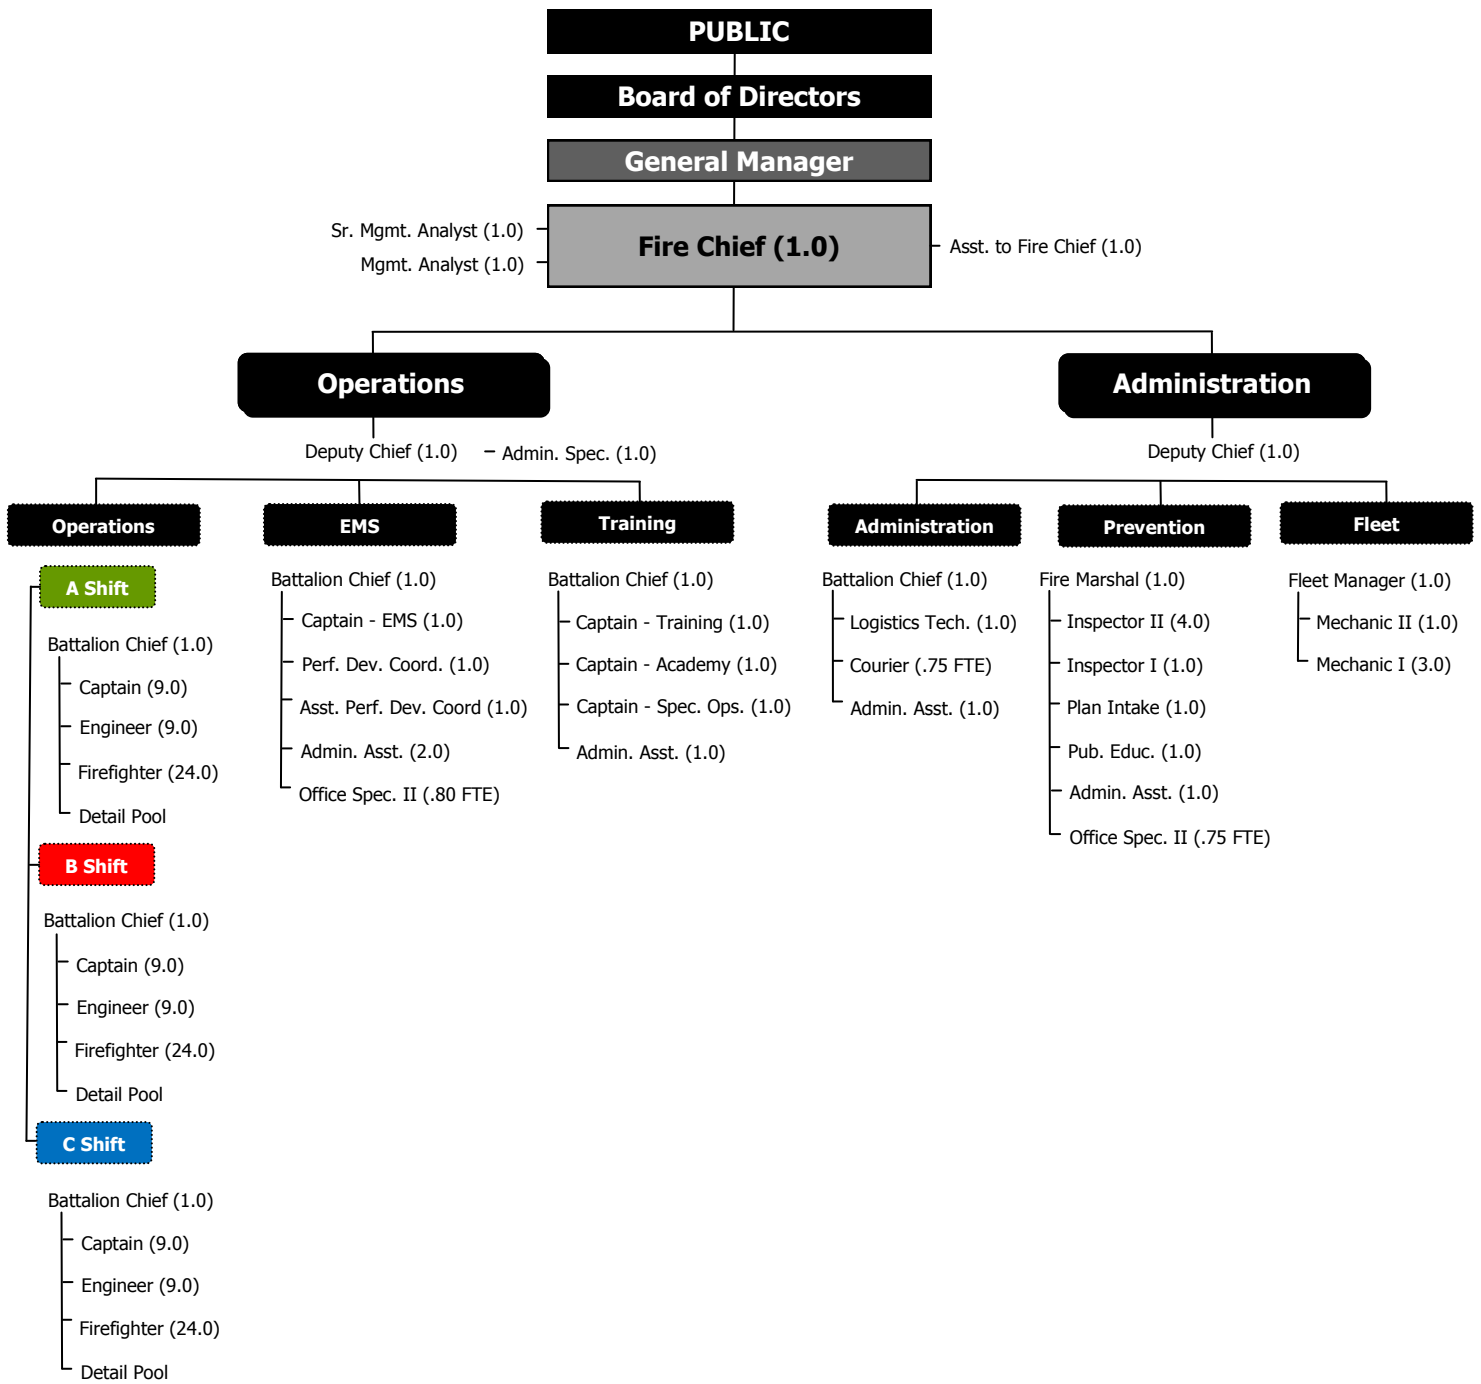 PUBLIC
Board of Directors
General Manager
Sr. Mgmt. Analyst (1.0)
Mgmt. Analyst (1.0)
Fire Chief (1.0)
Asst. to Fire Chief (1.0)
Operations
Deputy Chief (1.0)
Admin. Spec. (1.0)
Administration
Deputy Chief (1.0)
Operations
A Shift
Battalion Chief (1.0)
Captain (9.0)
Engineer (9.0)
Firefighter (24.0)
Detail Pool
B Shift
Battalion Chief (1.0)
Captain (9.0)
Engineer (9.0)
Firefighter (24.0)
Detail Pool
C Shift
Battalion Chief (1.0)
Captain (9.0)
Engineer (9.0)
Firefighter (24.0)
Detail Pool
EMS
Battalion Chief (1.0)
Captain - EMS (1.0)
Perf. Dev. Coord. (1.0)
Asst. Perf. Dev. Coord (1.0)
Admin. Asst. (2.0)
Office Spec. II (.80 FTE)
Training
Battalion Chief (1.0)
Captain - Training (1.0)
Captain - Academy (1.0)
Captain - Spec. Ops. (1.0)
Admin. Asst. (1.0)
Administration
Battalion Chief (1.0)
Logistics Tech. (1.0)
Courier (.75 FTE)
Admin. Asst. (1.0)
Prevention
Fire Marshal (1.0)
Inspector II (4.0)
Inspector I (1.0)
Plan Intake (1.0)
Pub. Educ. (1.0)
Admin. Asst. (1.0)
Office Spec. II (.75 FTE)
Fleet
Fleet Manager (1.0)
Mechanic II (1.0)
Mechanic I (3.0)